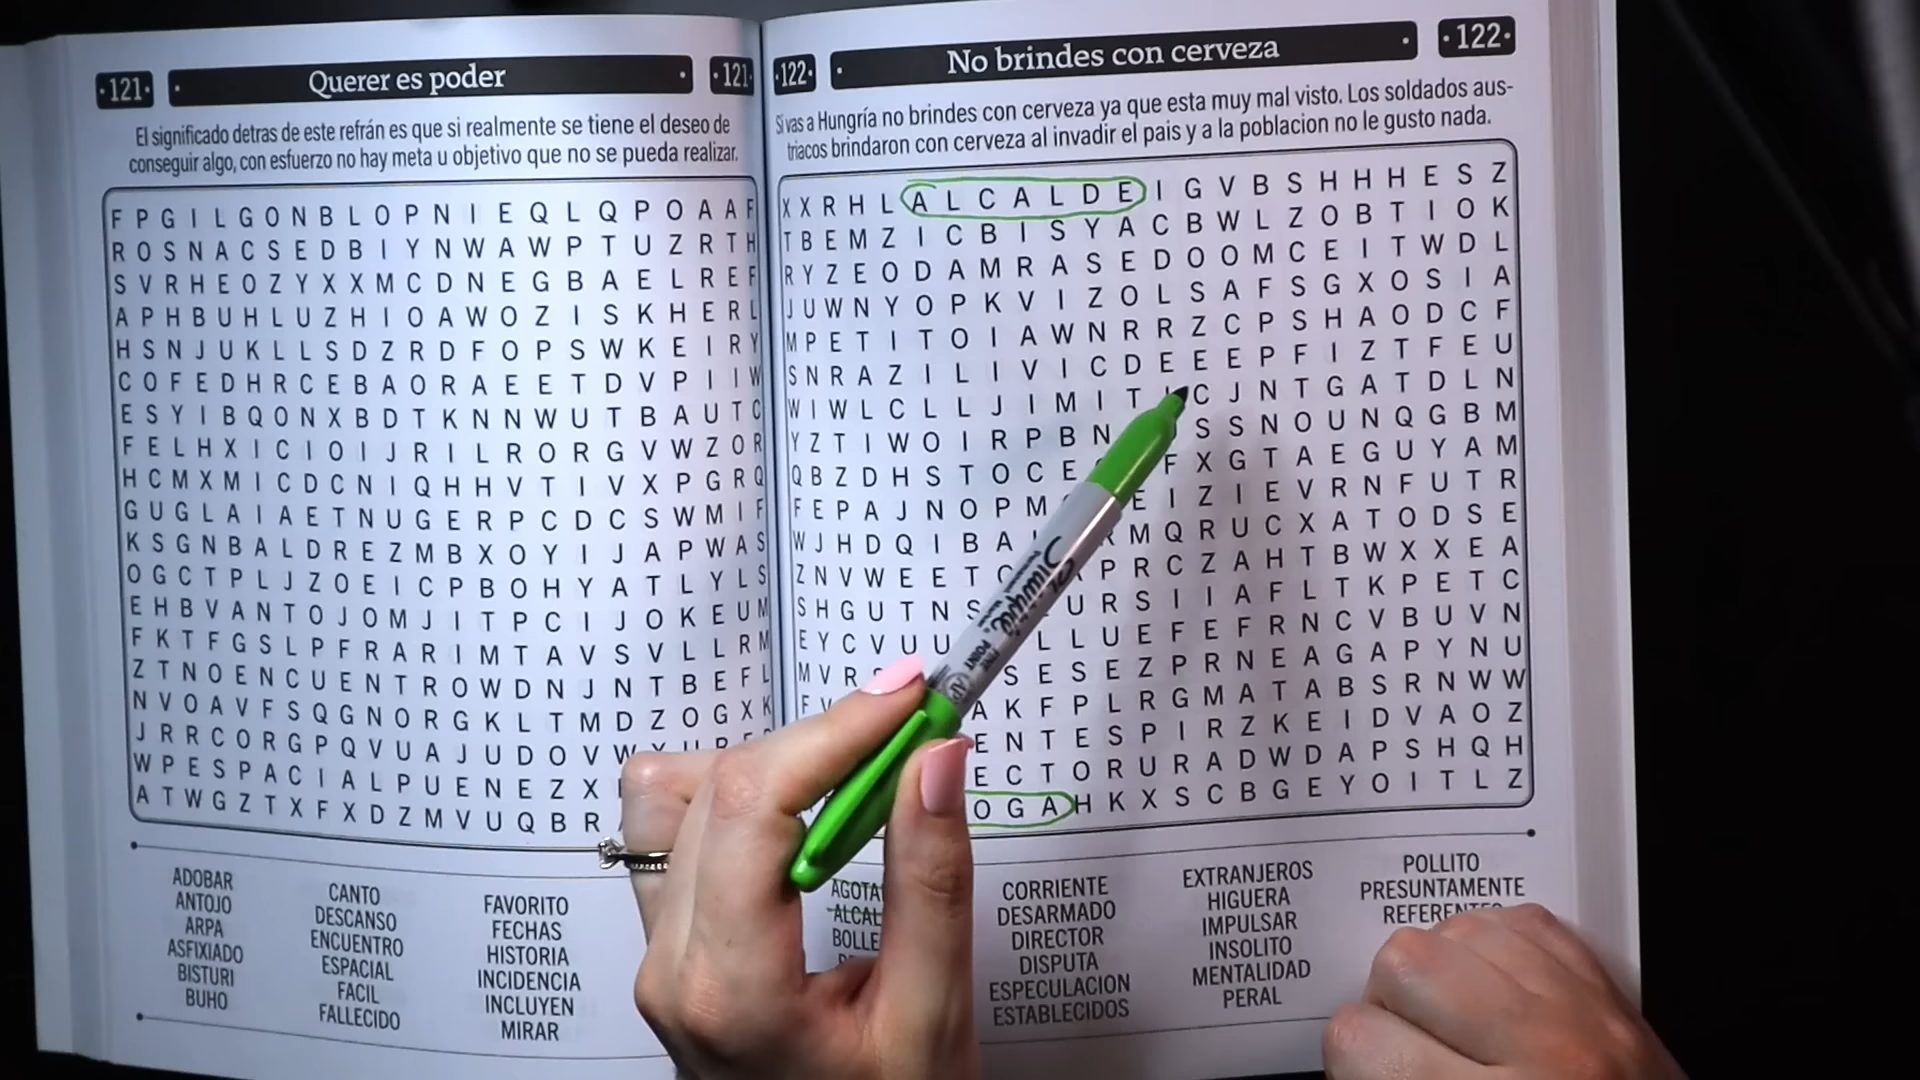 ·121· Querer es poder ·121·
El significado detras de este refrán es que si realmente se tiene el deseo de
conseguir algo, con esfuerzo no hay meta u objetivo que no se pueda realizar.
F P G I L G O N B L O P N I E Q L Q P O A A F
R O S N A C S E D B I Y N W A W P T U Z R T H
S V R H E O Z Y X X M C D N E G B A E L R E F
A P H B U H L U Z H I O A W O Z I S K H E R L
H S N J U K L L S D Z R D F O P S W K E I R Y
C O F E D H R C E B A O R A E E T D V P I I W
E S Y I B Q O N X B D T K N N W U T B A U T C
F E L H X I C I O I J R I L R O R G V W Z O R
H C M X M I C D C N I Q H H V T I V X P G R Q
G U G L A I A E T N U G E R P C D C S W M I F
K S G N B A L D R E Z M B X O Y I J A P W A S
O G C T P L J Z O E I C P B O H Y A T L Y L S
E H B V A N T O J O M J I T P C I J O K E U M
F K T F G S L P F R A R I M T A V S V L L R M
Z T N O E N C U E N T R O W D N J N T B E F L
N V O A V F S Q G N O R G K L T M D Z O G X K
J R R C O R G P Q V U A J U D O V W
W P E S P A C I A L P U E N E Z X
A T W G Z T X F X D Z M V U Q B R
ADOBAR
ANTOJO
ARPA
ASFIXIADO
BISTURI
BUHO
CANTO
DESCANSO
ENCUENTRO
ESPACIAL
FACIL
FALLECIDO
FAVORITO
FECHAS
HISTORIA
INCIDENCIA
INCLUYEN
MIRAR
·122· No brindes con cerveza ·122·
Si vas a Hungría no brindes con cerveza ya que esta muy mal visto. Los soldados aus-
triacos brindaron con cerveza al invadir el pais y a la poblacion no le gusto nada.
X X R H L A L C A L D E I G V B S H H H E S Z
T B E M Z I C B I S Y A C B W L Z O B T I O K
R Y Z E O D A M R A S E D O O M C E I T W D L
J U W N Y O P K V I Z O L S A F S G X O S I A
M P E T I T O I A W N R R Z C P S H A O D C F
S N R A Z I L I V I C D E E E P F I Z T F E U
W I W L C L L J I M I T C J N T G A T D L N
Y Z T I W O I R P B N S S N O U N Q G B M
Q B Z D H S T O C E F X G T A E G U Y A M
F E P A J N O P M E I Z I E V R N F U T R
W J H D Q I B A M Q R U C X A T O D S E
Z N V W E E T P R C Z A H T B W X X E A
S H G U T N S U R S I I A F L T K P E T C
E Y C V U U L L U E F E F R N C V B U V N
M V R S E S E Z P R N E A G A P Y N U
F A K F P L R G M A T A B S R N W W
E N T E S P I R Z K E I D V A O Z
E C T O R U R A D W D A P S H Q H
O G A H K X S C B G E Y O I T L Z
CORRIENTE
DESARMADO
DIRECTOR
DISPUTA
ESPECULACION
ESTABLECIDOS
EXTRANJEROS
HIGUERA
IMPULSAR
INSOLITO
MENTALIDAD
PERAL
POLLITO
PRESUNTAMENTE
Sharpie
FINE POINT